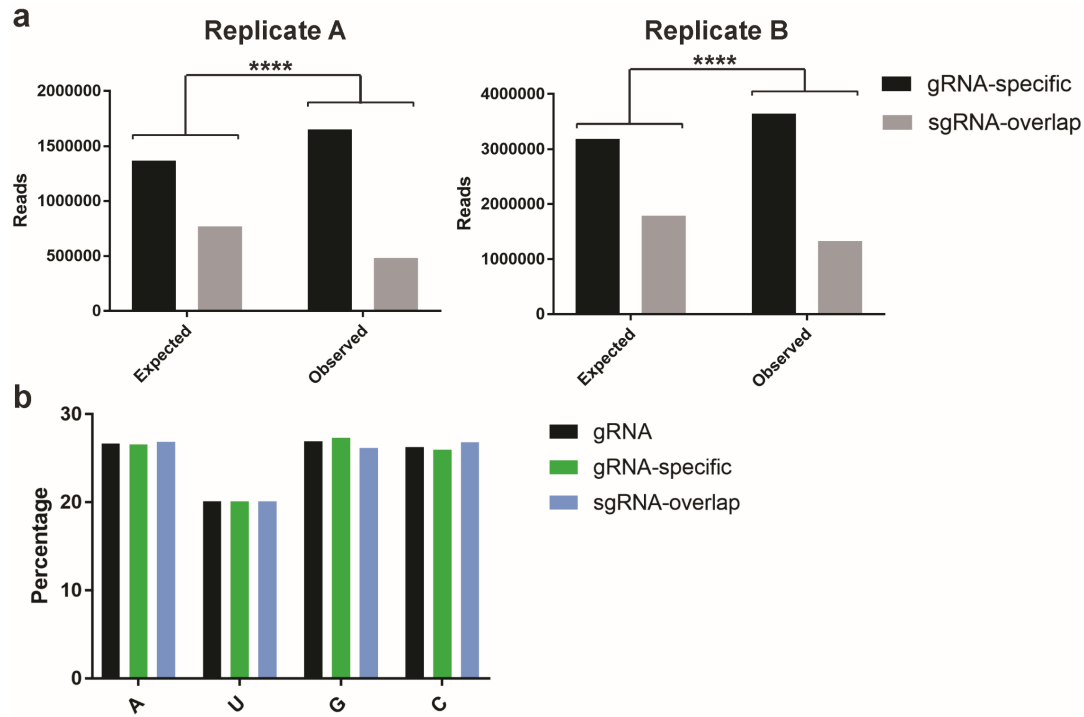 a
Replicate A
****
2000000
1500000
1000000
500000
0
Reads
Expected
Observed
Replicate B
****
4000000
3000000
2000000
1000000
0
Reads
Expected
Observed
gRNA-specific
sgRNA-overlap
b
30
20
10
0
Percentage
A
U
G
C
gRNA
gRNA-specific
sgRNA-overlap